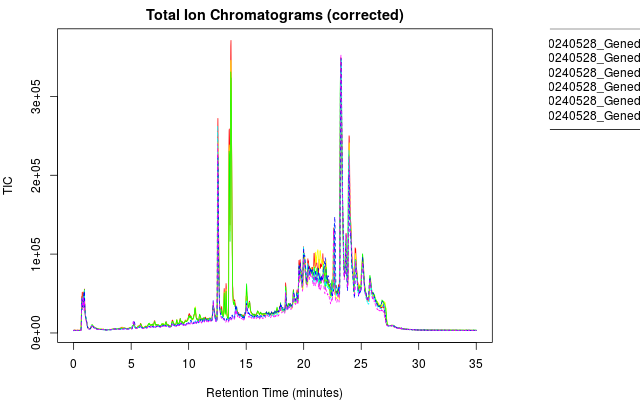 Total Ion Chromatograms (corrected)
0240528_Gened
0240528_Gened
0240528_Gened
0240528_Gened
0240528_Gened
0240528_Gened
TIC
3e+05
2e+05
1e+05
0e+00
0 5 10 15 20 25 30 35
Retention Time (minutes)